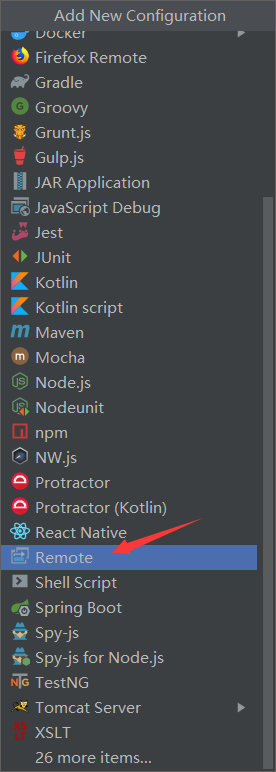 Add New Configuration
Docker
Firefox Remote
Gradle
Groovy
Grunt.js
Gulp.js
JAR Application
JavaScript Debug
Jest
JUnit
Kotlin
Kotlin script
Maven
Mocha
Node.js
Nodeunit
npm
NW.js
Protractor
Protractor (Kotlin)
React Native
Remote
Shell Script
Spring Boot
Spy-js
Spy-js for Node.js
TestNG
Tomcat Server
XSLT
26 more items...